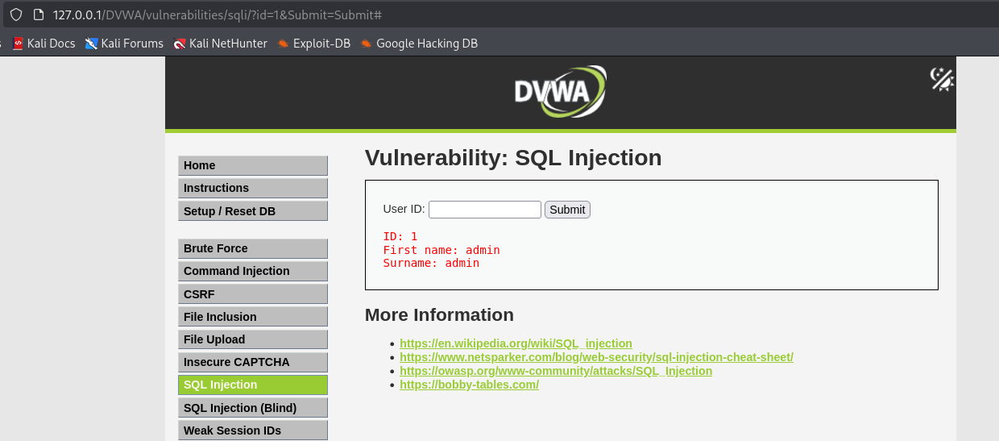 127.0.0.1/DVWA/vulnerabilities/sqli/?id=1&Submit=Submit#
Kali Docs Kali Forums Kali NetHunter Exploit-DB Google Hacking DB
DVWA
Home
Instructions
Setup / Reset DB
Brute Force
Command Injection
CSRF
File Inclusion
File Upload
Insecure CAPTCHA
SQL Injection
SQL Injection (Blind)
Weak Session IDs
Vulnerability: SQL Injection
User ID: Submit
ID: 1
First name: admin
Surname: admin
More Information
https://en.wikipedia.org/wiki/SQL_injection
https://www.netsparker.com/blog/web-security/sql-injection-cheat-sheet/
https://owasp.org/www-community/attacks/SQL_Injection
https://bobby-tables.com/